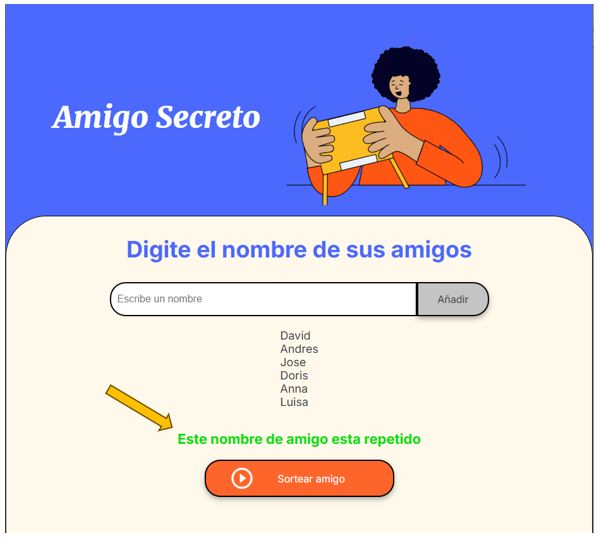 Amigo Secreto
Digite el nombre de sus amigos
Escribe un nombre
Añadir
David
Andres
Jose
Doris
Anna
Luisa
Este nombre de amigo esta repetido
Sortear amigo